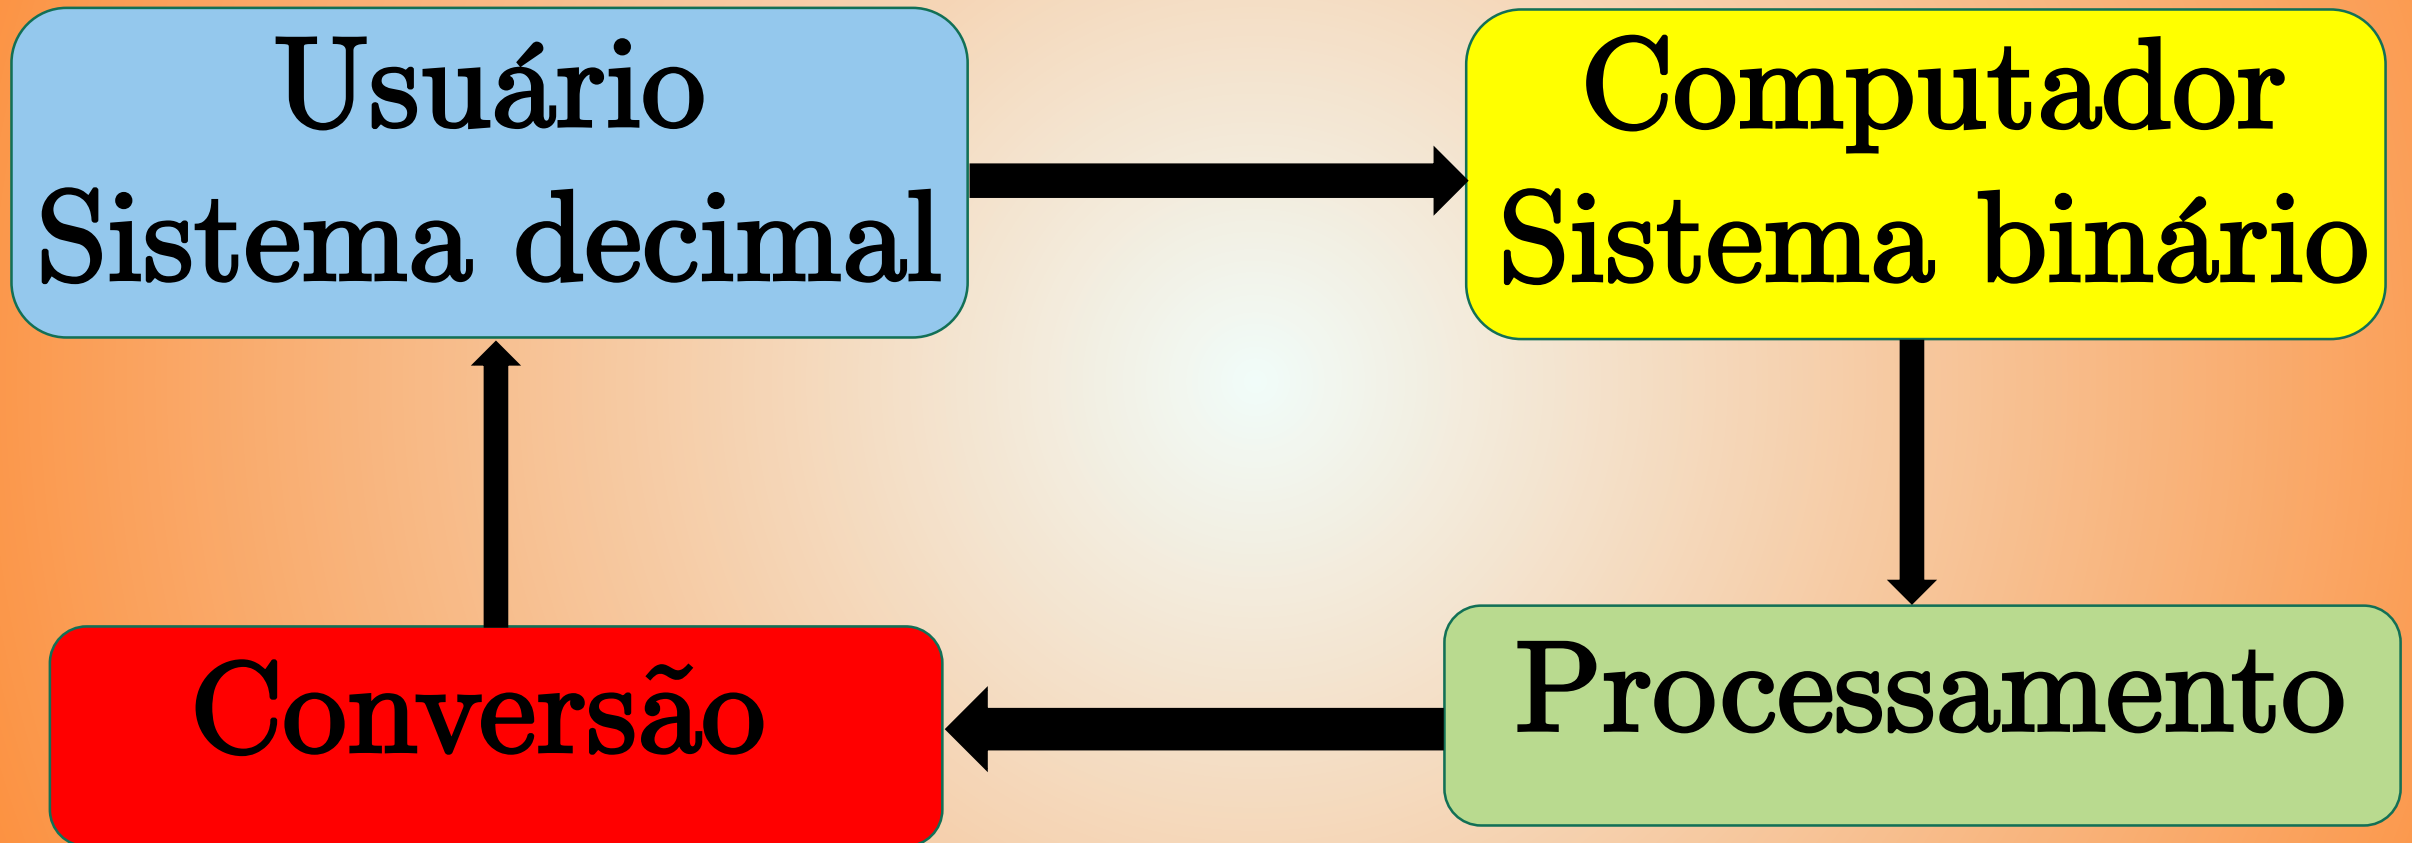 Usuário
Sistema decimal
Computador
Sistema binário
Conversão
Processamento